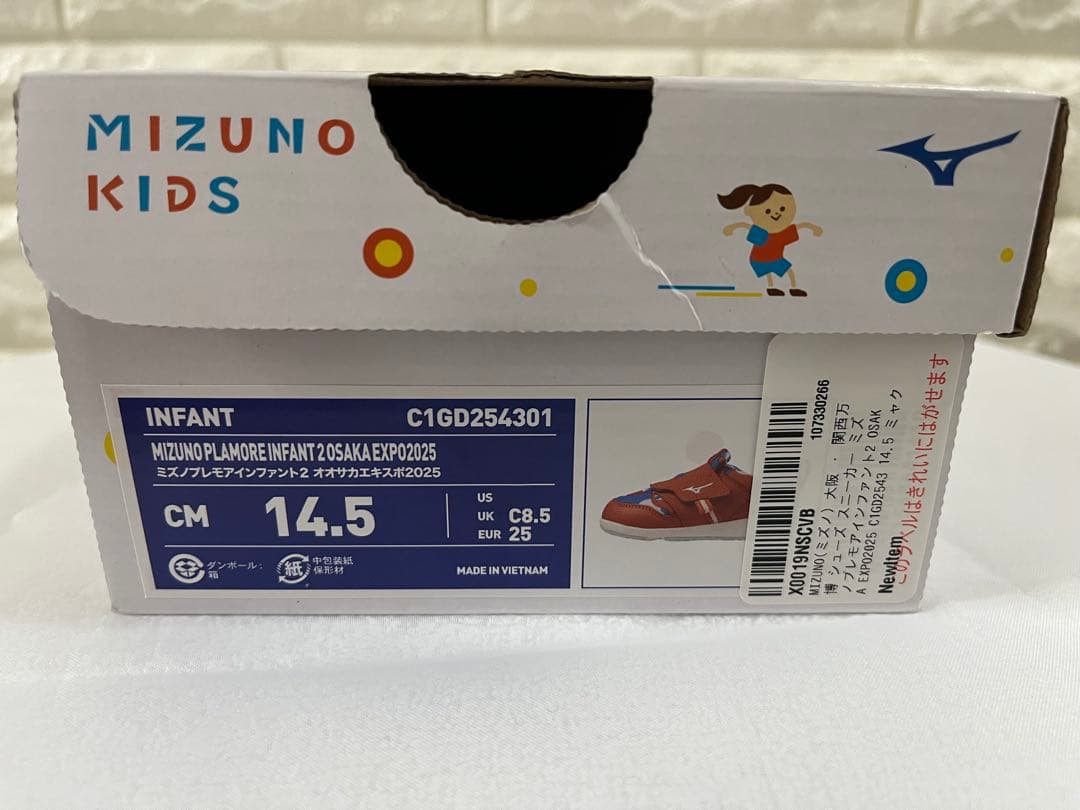 MIZUNO
KIDS
INFANT C1GD254301
MIZUNO PLAMORE INFANT 2 OSAKA EXPO2025
ミズノプレモアインファント2 オオサカエキスポ2025
CM 14.5
US
UK C8.5
EUR 25
ダンボール:
箱
紙
中包装紙
保形材
MADE IN VIETNAM
107330266
X0019NSCVB
MIZUNO(ミズノ) 大阪 ・ 関西万
博 シューズ スニーカー ミズ
ノプレモアインファント2 OSAK
A EXPO2025 C1GD2543 14.5 ミャク
NewItem
このラベルはきれいにはがせます